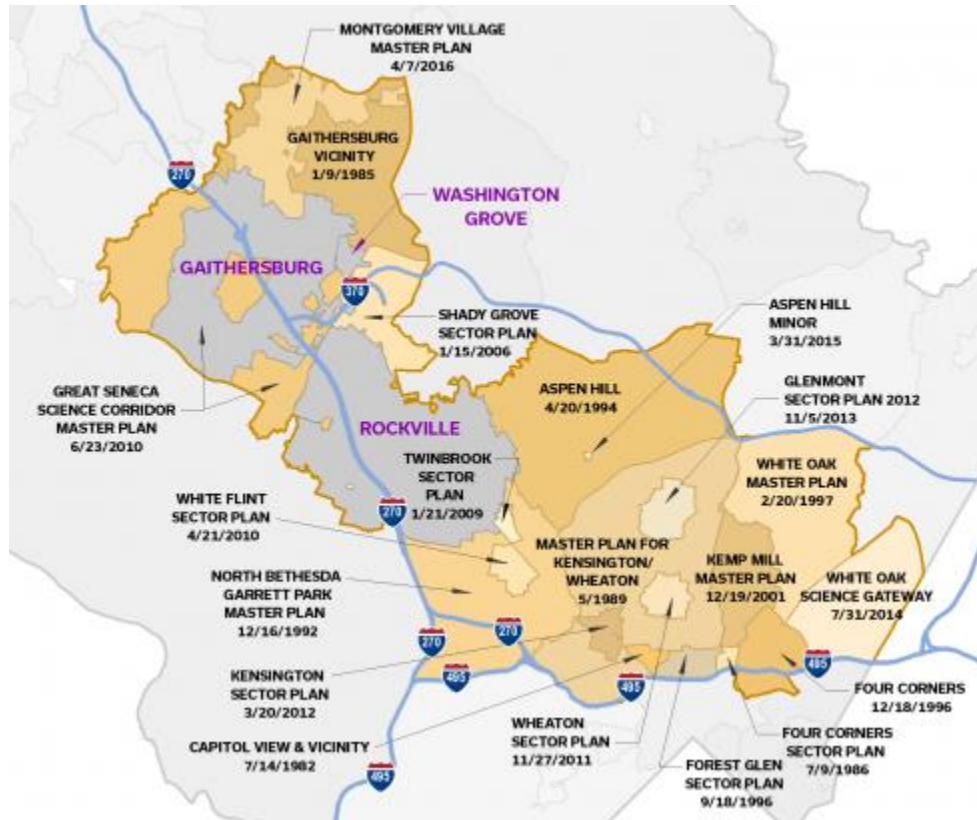 MONTGOMERY VILLAGE
MASTER PLAN
4/7/2016
GAITHERSBURG
VICINITY
1/9/1985
270
WASHINGTON
GROVE
GAITHERSBURG
370
SHADY GROVE
SECTOR PLAN
1/15/2006
ASPEN HILL
MINOR
3/31/2015
GREAT SENECA
SCIENCE CORRIDOR
MASTER PLAN
6/23/2010
ASPEN HILL
4/20/1994
GLENMONT
SECTOR PLAN 2012
11/5/2013
ROCKVILLE
TWINBROOK
SECTOR
PLAN
1/21/2009
WHITE OAK
MASTER PLAN
2/20/1997
WHITE FLINT
SECTOR PLAN
4/21/2010
270
MASTER PLAN FOR
KENSINGTON/
WHEATON
5/1989
KEMP MILL
MASTER PLAN
12/19/2001
WHITE OAK
SCIENCE GATEWAY
7/31/2014
NORTH BETHESDA
GARRETT PARK
MASTER PLAN
12/16/1992
270
270
495
495
495
KENSINGTON
SECTOR PLAN
3/20/2012
FOUR CORNERS
12/18/1996
CAPITOL VIEW & VICINITY
7/14/1982
WHEATON
SECTOR PLAN
11/27/2011
FOUR CORNERS
SECTOR PLAN
7/9/1986
FOREST GLEN
SECTOR PLAN
9/18/1996
495